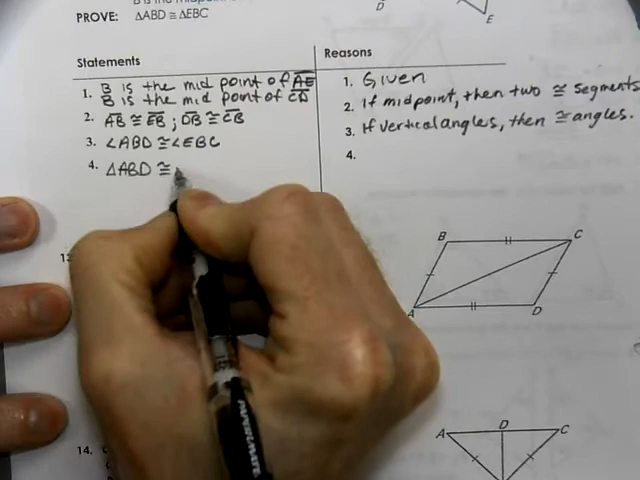 D
E
PROVE: △ABD ≅ △EBC
Statements
Reasons
1. B is the mid point of AE
B is the mid point of CD
2. AB ≅ EB ; DB ≅ CB
3. ∠ABD ≅ ∠EBC
4. △ABD ≅
1. Given
2. If midpoint, then two ≅ segments
3. If vertical angles, then ≅ angles.
4.
B
C
A
D
14.
A
D
C
PAPERMATE